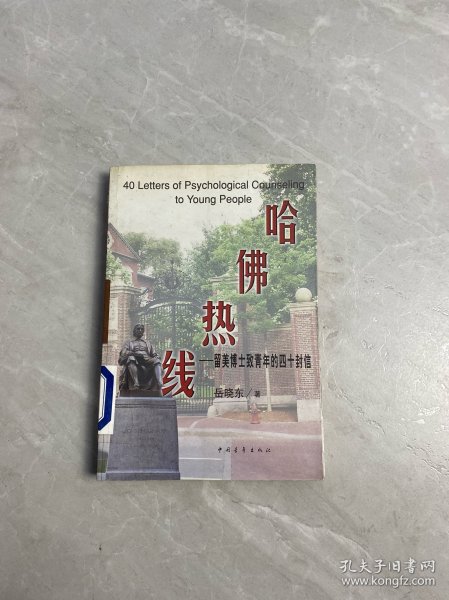 40 Letters of Psychological Counseling
to Young People
哈佛热线
——留美博士致青年的四十封信
岳晓东/著
中国青年出版社
孔夫子旧书网
www.kongfz.com